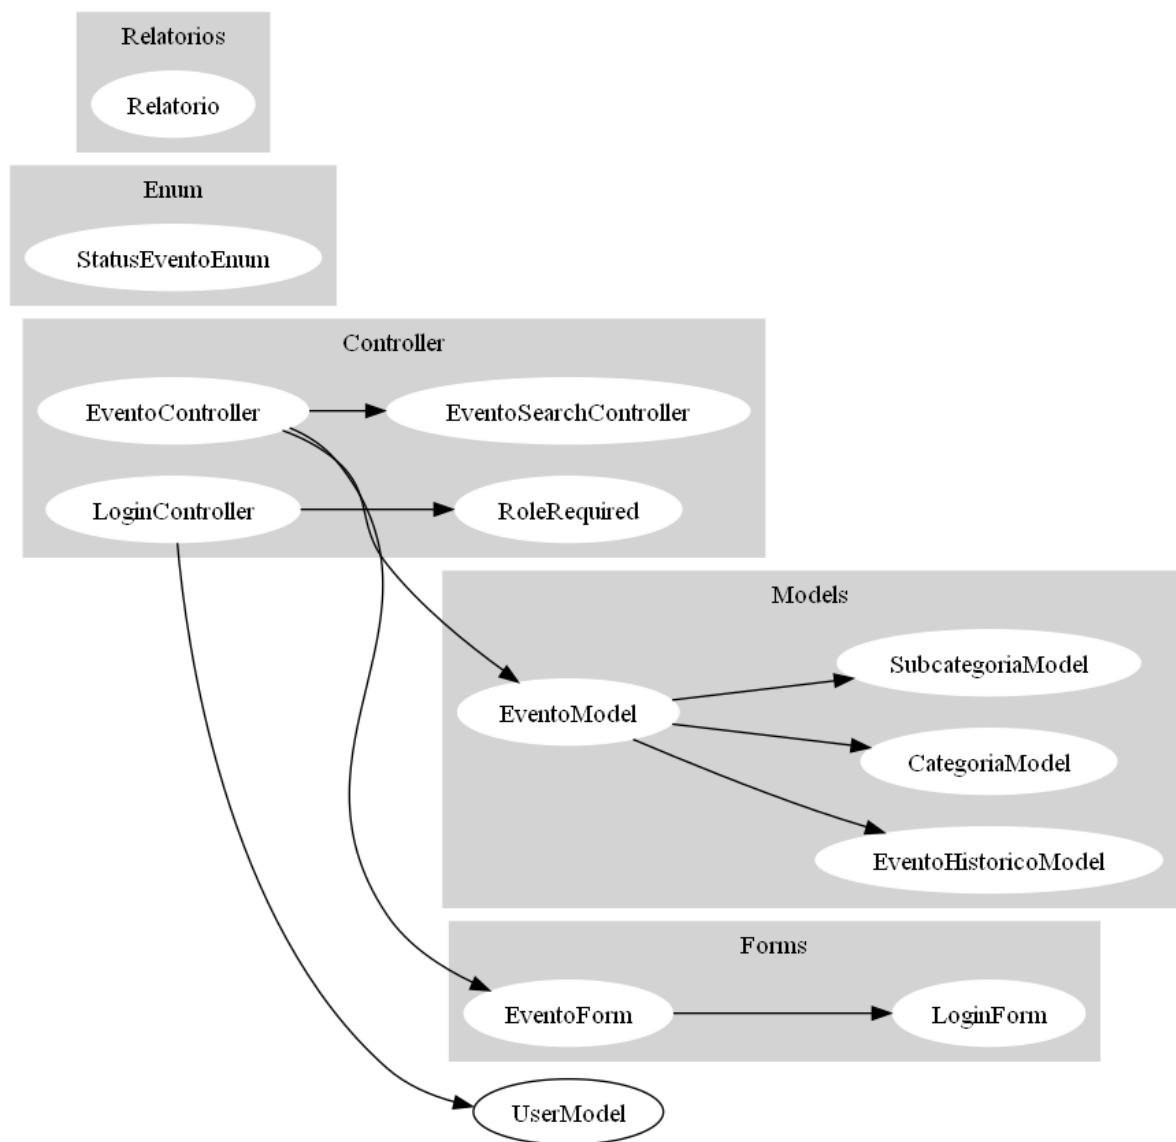 Relatorios
Relatorio
Enum
StatusEventoEnum
Controller
EventoController
EventoSearchController
LoginController
RoleRequired
Models
SubcategoriaModel
EventoModel
CategoriaModel
EventoHistoricoModel
Forms
EventoForm
LoginForm
UserModel